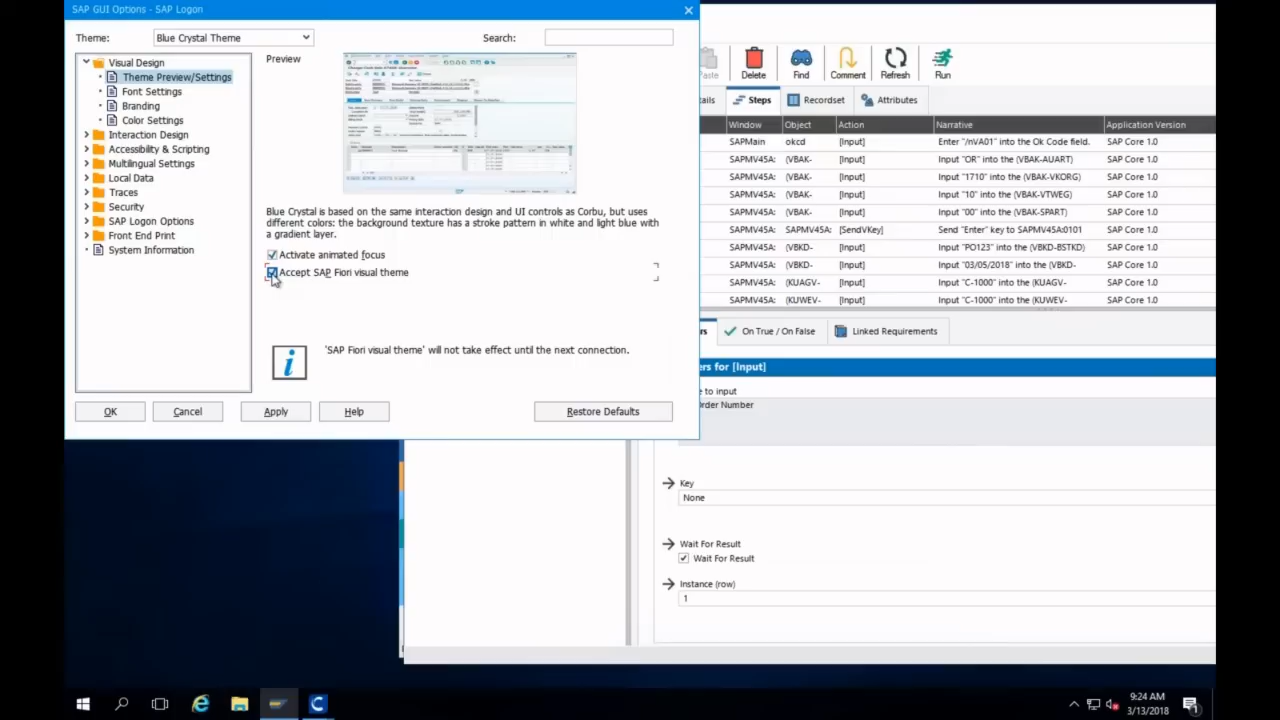 SAP GUI Options - SAP Logon
Theme:
Blue Crystal Theme
Search:
Visual Design
Theme Preview/Settings
Font Settings
Branding
Color Settings
Interaction Design
Accessibility & Scripting
Multilingual Settings
Local Data
Traces
Security
SAP Logon Options
Front End Print
System Information
Preview
Blue Crystal is based on the same interaction design and UI controls as Corbu, but uses
different colors: the background texture has a stroke pattern in white and light blue with
a gradient layer.
Activate animated focus
Accept SAP Fiori visual theme
'SAP Fiori visual theme' will not take effect until the next connection.
OK
Cancel
Apply
Help
Restore Defaults
Delete
Find
Comment
Refresh
Run
Steps
Recordset
Attributes
Window Object Action Narrative Application Version
SAPMain okcd [Input] Enter "/nVA01" into the Ok Code field. SAP Core 1.0
SAPMV45A: (VBAK- [Input] Input "OR" into the (VBAK-AUART) SAP Core 1.0
SAPMV45A: (VBAK- [Input] Input "1710" into the (VBAK-VKORG) SAP Core 1.0
SAPMV45A: (VBAK- [Input] Input "10" into the (VBAK-VTWEG) SAP Core 1.0
SAPMV45A: (VBAK- [Input] Input "00" into the (VBAK-SPART) SAP Core 1.0
SAPMV45A: SAPMV45A: [SendVKey] Send "Enter" key to SAPMV45A:0101 SAP Core 1.0
SAPMV45A: (VBKD- [Input] Input "PO123" into the (VBKD-BSTKD) SAP Core 1.0
SAPMV45A: (VBKD- [Input] Input "03/05/2018" into the (VBKD- SAP Core 1.0
SAPMV45A: (KUAGV- [Input] Input "C-1000" into the (KUAGV- SAP Core 1.0
SAPMV45A: (KUWEV- [Input] Input "C-1000" into the (KUWEV- SAP Core 1.0
On True / On False
Linked Requirements
ers for [Input]
e to input
Order Number
Key
None
Wait For Result
Wait For Result
Instance (row)
1
9:24 AM
3/13/2018
1